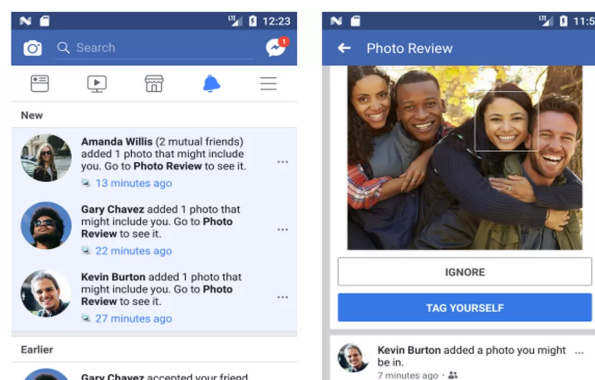 12:23
Search
1
New
Amanda Willis (2 mutual friends)
added 1 photo that might include
you. Go to Photo Review to see it.
13 minutes ago
Gary Chavez added 1 photo that
might include you. Go to Photo
Review to see it.
22 minutes ago
Kevin Burton added 1 photo that
might include you. Go to Photo
Review to see it.
27 minutes ago
Earlier
Gary Chavez accepted your friend
11:5
Photo Review
IGNORE
TAG YOURSELF
Kevin Burton added a photo you might
be in.
7 minutes ago